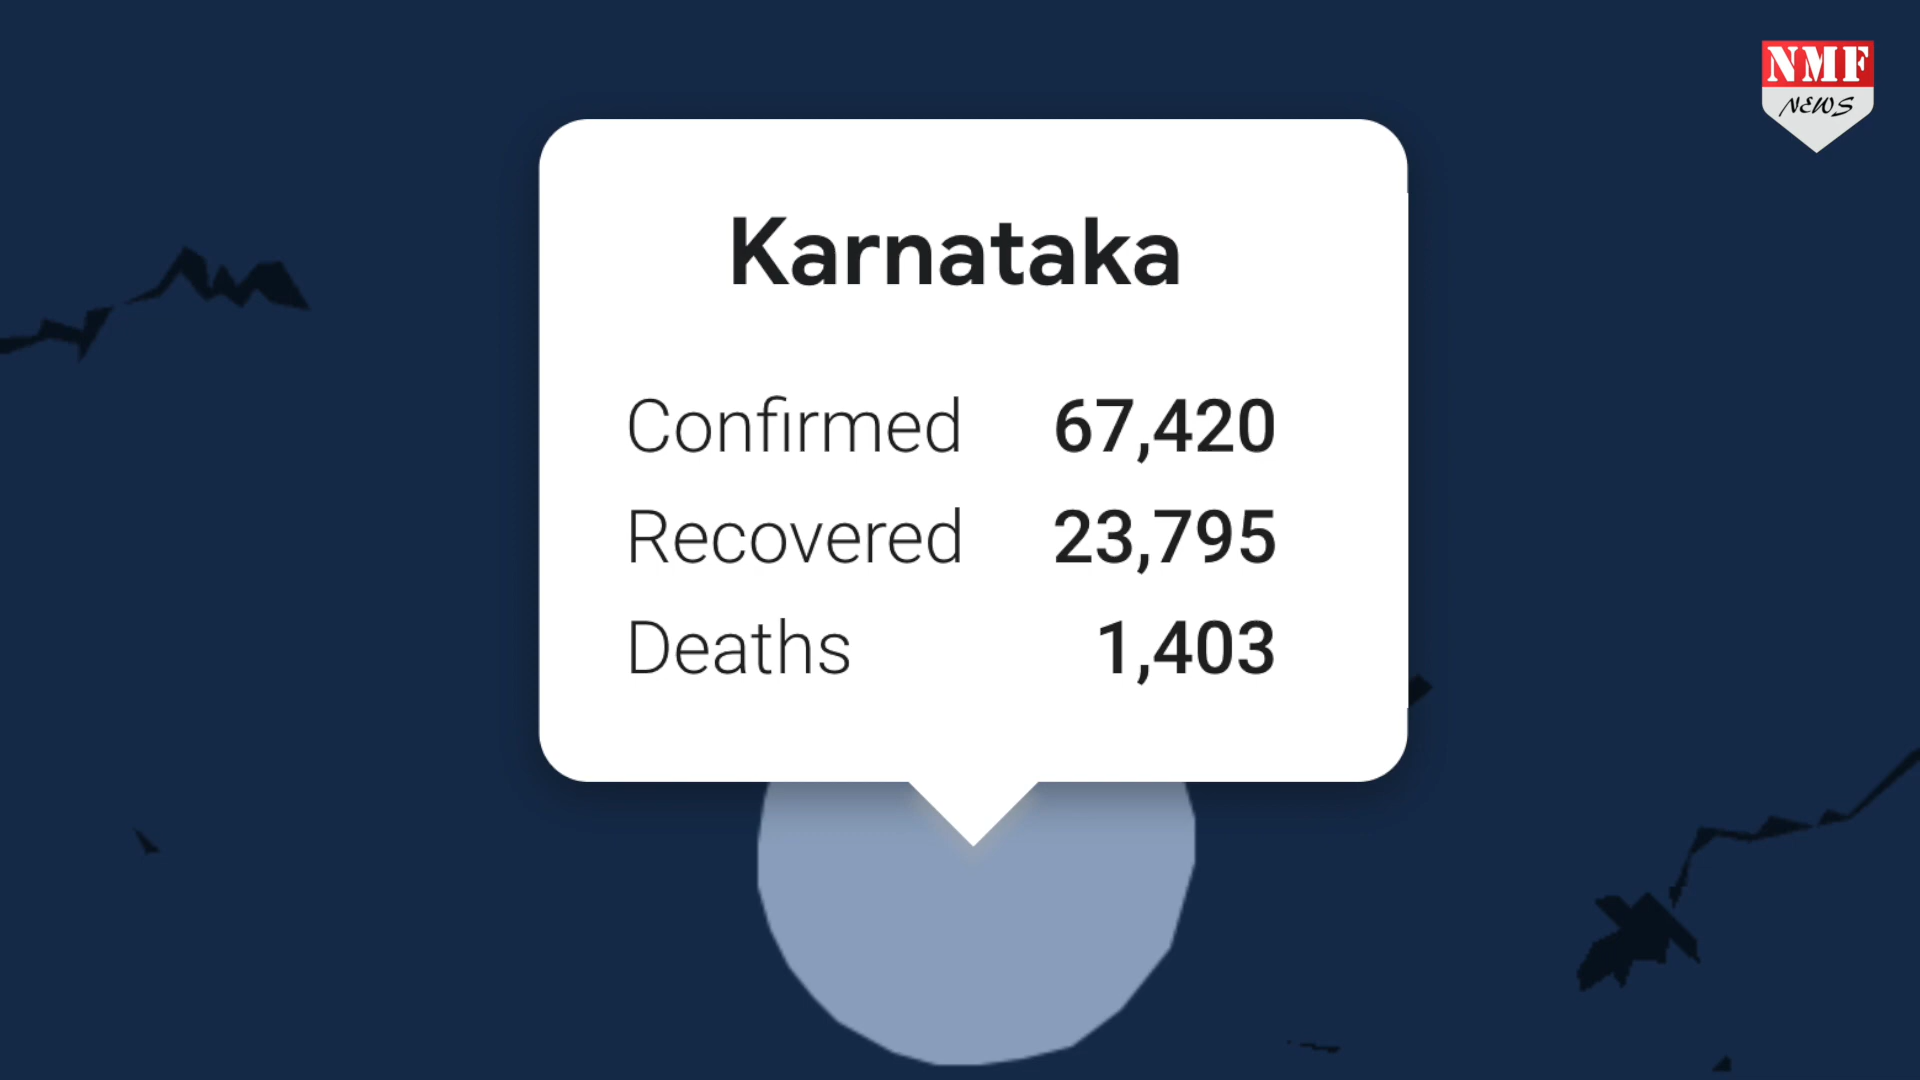 NMF
NEWS
Karnataka
Confirmed 67,420
Recovered 23,795
Deaths 1,403